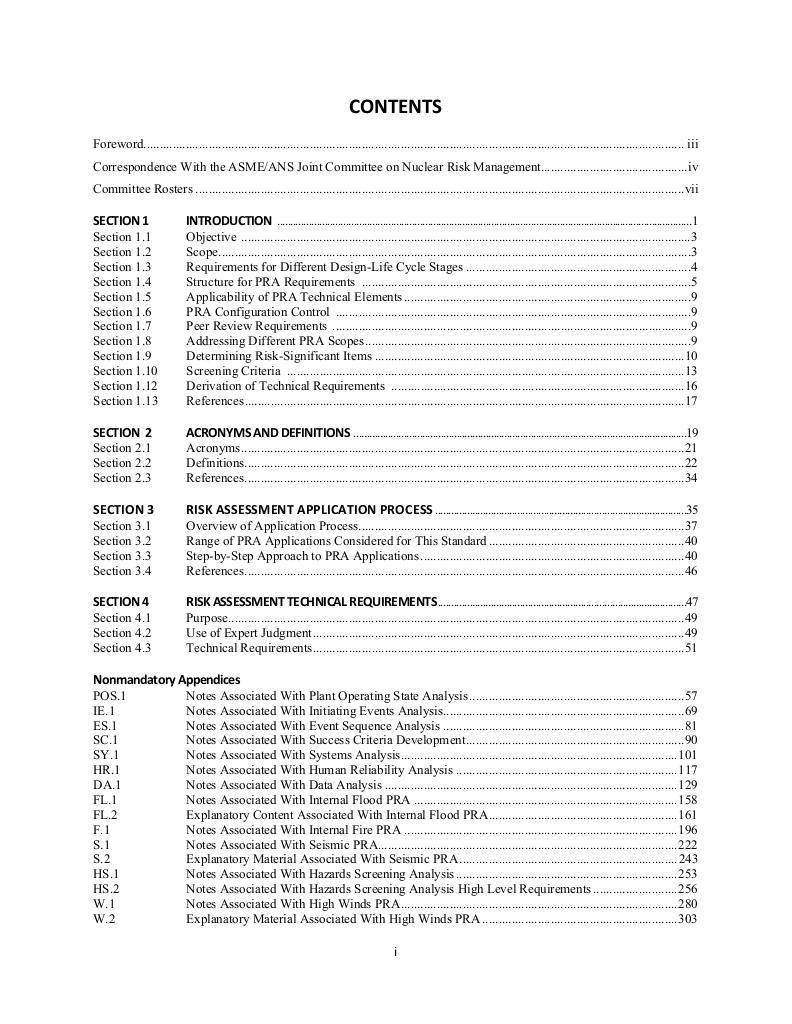 CONTENTS
Foreword.................................................................................................................................. iii
Correspondence With the ASME/ANS Joint Committee on Nuclear Risk Management............................................iv
Committee Rosters ..................................................................................................................vii
SECTION 1 INTRODUCTION ..................................................................................................1
Section 1.1 Objective ..................................................................................................3
Section 1.2 Scope..................................................................................................3
Section 1.3 Requirements for Different Design-Life Cycle Stages ..................................................4
Section 1.4 Structure for PRA Requirements ..................................................5
Section 1.5 Applicability of PRA Technical Elements ..................................................9
Section 1.6 PRA Configuration Control ..................................................9
Section 1.7 Peer Review Requirements ..................................................9
Section 1.8 Addressing Different PRA Scopes..................................................9
Section 1.9 Determining Risk-Significant Items ..................................................10
Section 1.10 Screening Criteria ..................................................13
Section 1.12 Derivation of Technical Requirements ..................................................16
Section 1.13 References..................................................17
SECTION 2 ACRONYMS AND DEFINITIONS ..................................................19
Section 2.1 Acronyms..................................................21
Section 2.2 Definitions..................................................22
Section 2.3 References..................................................34
SECTION 3 RISK ASSESSMENT APPLICATION PROCESS ..................................................35
Section 3.1 Overview of Application Process..................................................37
Section 3.2 Range of PRA Applications Considered for This Standard ..................................................40
Section 3.3 Step-by-Step Approach to PRA Applications..................................................40
Section 3.4 References..................................................46
SECTION 4 RISK ASSESSMENT TECHNICAL REQUIREMENTS..................................................47
Section 4.1 Purpose..................................................49
Section 4.2 Use of Expert Judgment..................................................49
Section 4.3 Technical Requirements..................................................51
Nonmandatory Appendices
POS.1 Notes Associated With Plant Operating State Analysis..................................................57
IE.1 Notes Associated With Initiating Events Analysis..................................................69
ES.1 Notes Associated With Event Sequence Analysis ..................................................81
SC.1 Notes Associated With Success Criteria Development..................................................90
SY.1 Notes Associated With Systems Analysis..................................................101
HR.1 Notes Associated With Human Reliability Analysis ..................................................117
DA.1 Notes Associated With Data Analysis ..................................................129
FL.1 Notes Associated With Internal Flood PRA ..................................................158
FL.2 Explanatory Content Associated With Internal Flood PRA..................................................161
F.1 Notes Associated With Internal Fire PRA ..................................................196
S.1 Notes Associated With Seismic PRA..................................................222
S.2 Explanatory Material Associated With Seismic PRA..................................................243
HS.1 Notes Associated With Hazards Screening Analysis ..................................................253
HS.2 Notes Associated With Hazards Screening Analysis High Level Requirements .........................256
W.1 Notes Associated With High Winds PRA..................................................280
W.2 Explanatory Material Associated With High Winds PRA ..................................................303
i